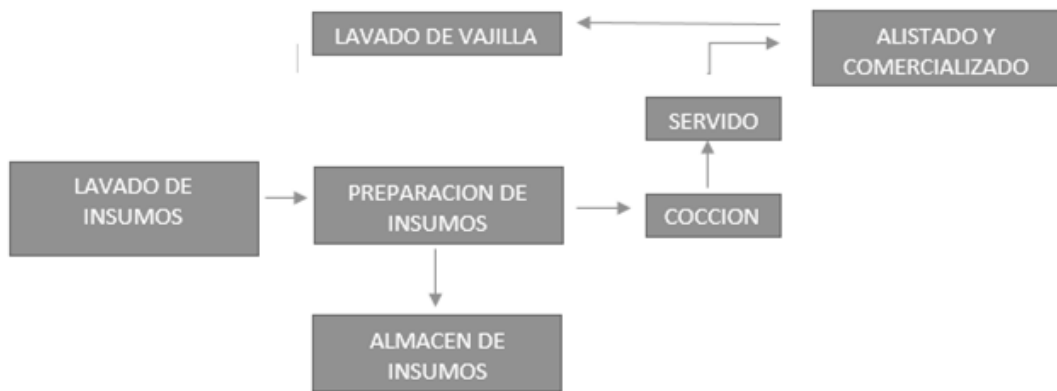 LAVADO DE VAJILLA
ALISTADO Y
COMERCIALIZADO
SERVIDO
LAVADO DE
INSUMOS
PREPARACION DE
INSUMOS
COCCION
ALMACEN DE
INSUMOS